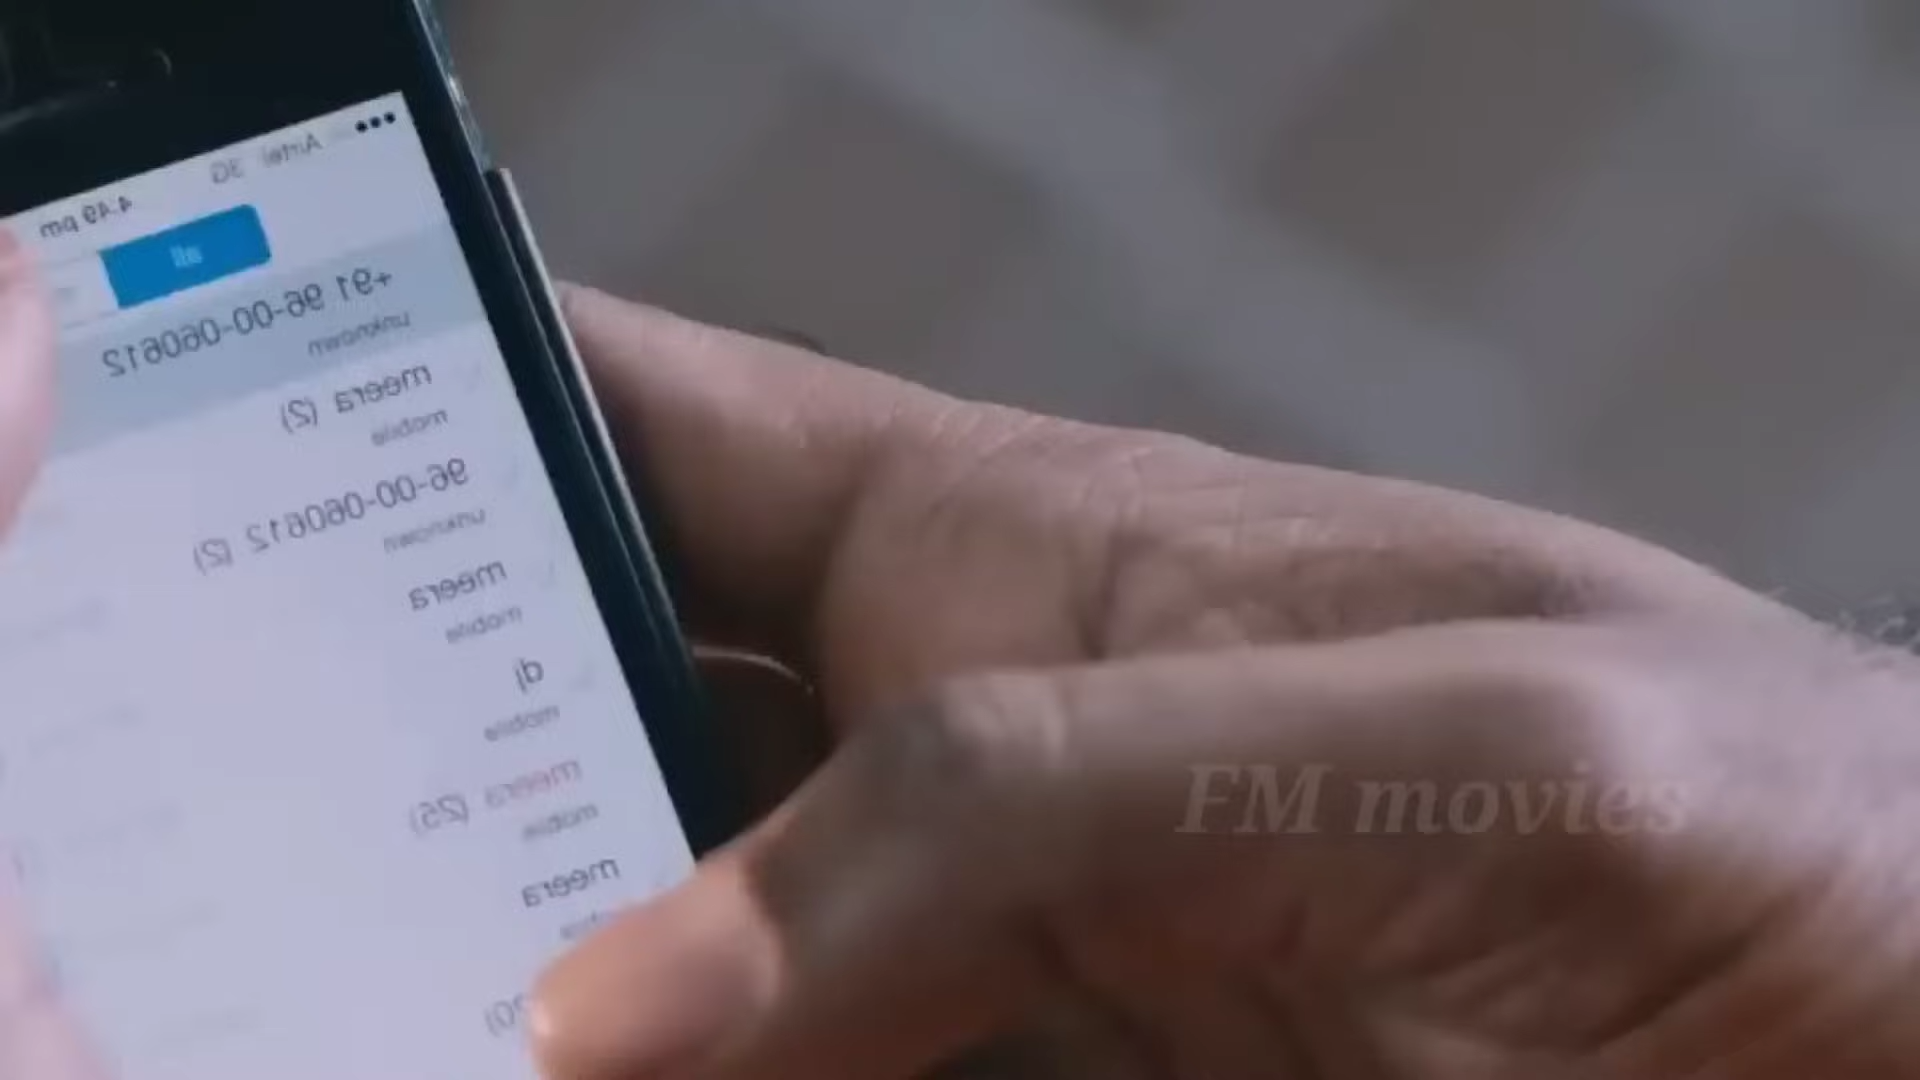 Airtel 3G 4:49 pm
all
+91 96-00-060612
unknown
meera (2)
mobile
96-00-060612 (2)
unknown
meera
mobile
dj
mobile
meera (25)
mobile
meera
FM movies